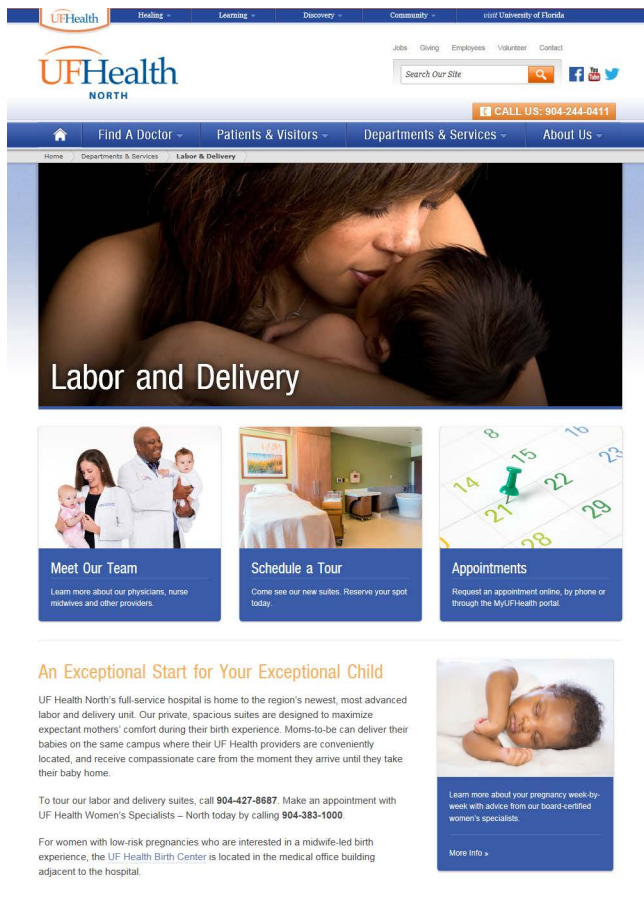 UFHealth
Healing
Learning
Discovery
Community
visit University of Florida
UFHealth
NORTH
Jobs Giving Employees Volunteer Contact
Search Our Site
You Tube
CALL US: 904-244-0411
Find A Doctor
Patients & Visitors
Departments & Services
About Us
Home Departments & Services Labor & Delivery
Labor and Delivery
8 16
14 15 23
21 22
28 29
Meet Our Team
Learn more about our physicians, nurse
midwives and other providers.
Schedule a Tour
Come see our new suites. Reserve your spot
today.
Appointments
Request an appointment online, by phone or
through the MyUFHealth portal.
An Exceptional Start for Your Exceptional Child
UF Health North's full-service hospital is home to the region's newest, most advanced
labor and delivery unit. Our private, spacious suites are designed to maximize
expectant mothers' comfort during their birth experience. Moms-to-be can deliver their
babies on the same campus where their UF Health providers are conveniently
located, and receive compassionate care from the moment they arrive until they take
their baby home.
To tour our labor and delivery suites, call 904-427-8687. Make an appointment with
UF Health Women's Specialists – North today by calling 904-383-1000.
For women with low-risk pregnancies who are interested in a midwife-led birth
experience, the UF Health Birth Center is located in the medical office building
adjacent to the hospital.
Learn more about your pregnancy week-by-
week with advice from our board-certified
women's specialists.
More Info »